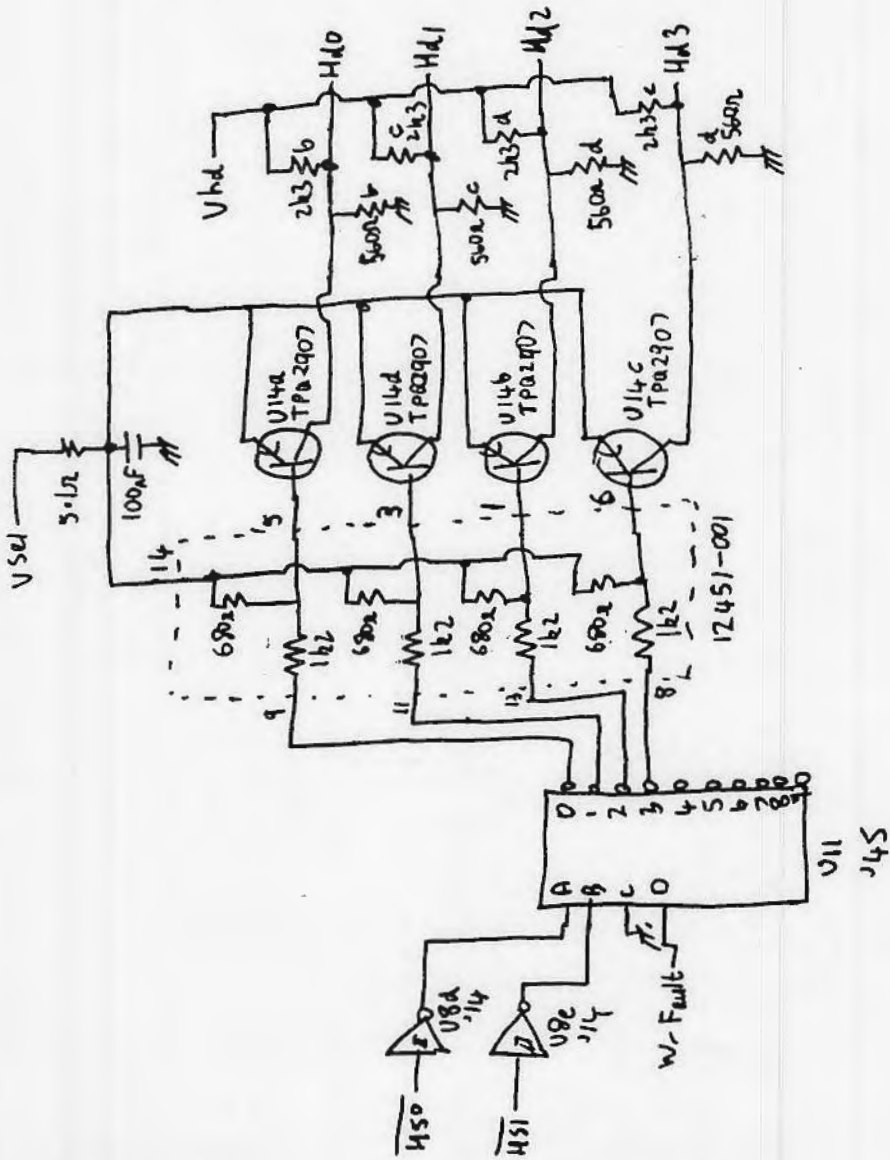 Vsel
5.1Ω
100nF
Vhd
2k3 b
Hd0
560Ω b
c 2k3
Hd1
560Ω c
2k3 d
Hd2
560Ω d
2k3 c
Hd3
d 560Ω
14
680Ω
1k2
9
5
U14a
TPQ2907
680Ω
1k2
11
3
U14d
TPQ2907
680Ω
1k2
13
1
U14b
TPQ2907
680Ω
1k2
8
6
U14c
TPQ2907
12451-001
HS0
U8d
'14
HS1
U8e
'14
Wr Fault
A
B
C
D
0
1
2
3
4
5
6
7
8
9
U11
'45